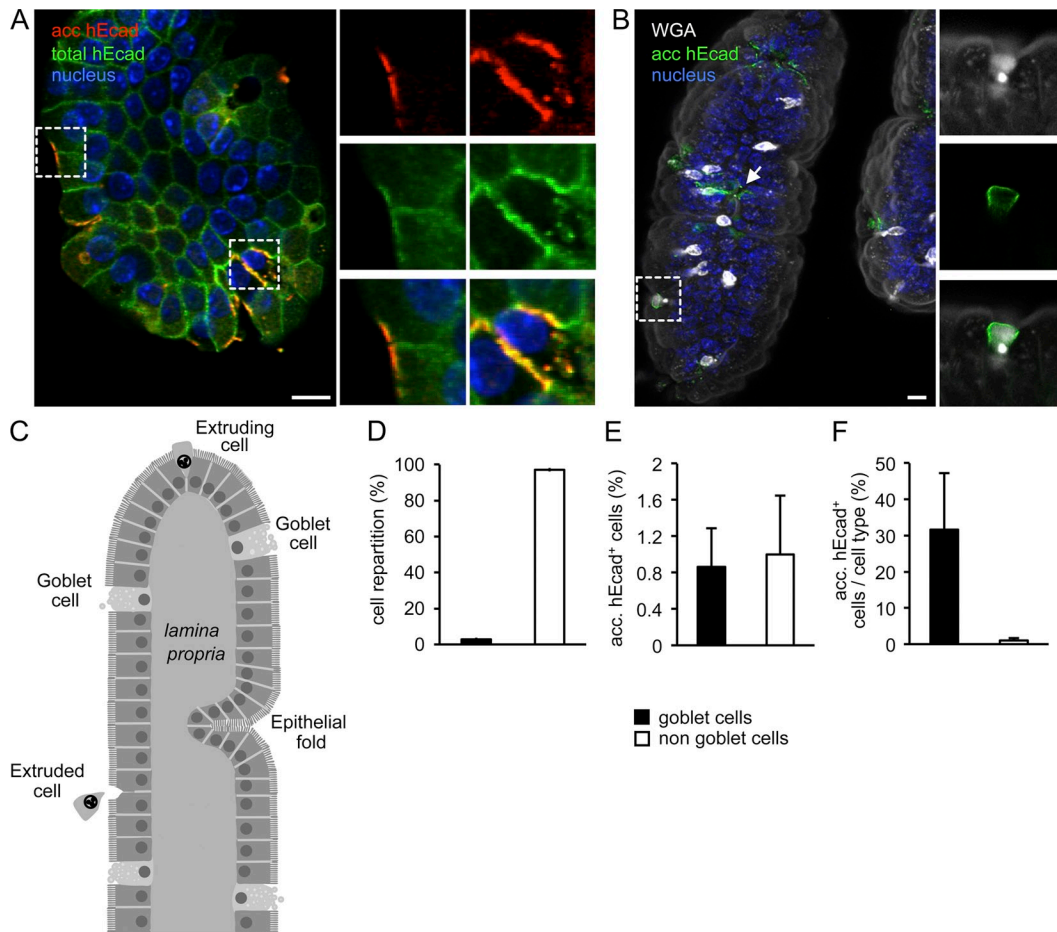 A
acc hEcad
total hEcad
nucleus
B
WGA
acc hEcad
nucleus
C
Extruding
cell
Goblet
cell
Goblet
cell
lamina
propria
Epithelial
fold
Extruded
cell
D
cell repartition (%)
100
80
60
40
20
0
E
acc. hEcad+ cells (%)
2
1.6
1.2
0.8
0.4
0
F
acc. hEcad+
cells / cell type (%)
50
40
30
20
10
0
goblet cells
non goblet cells